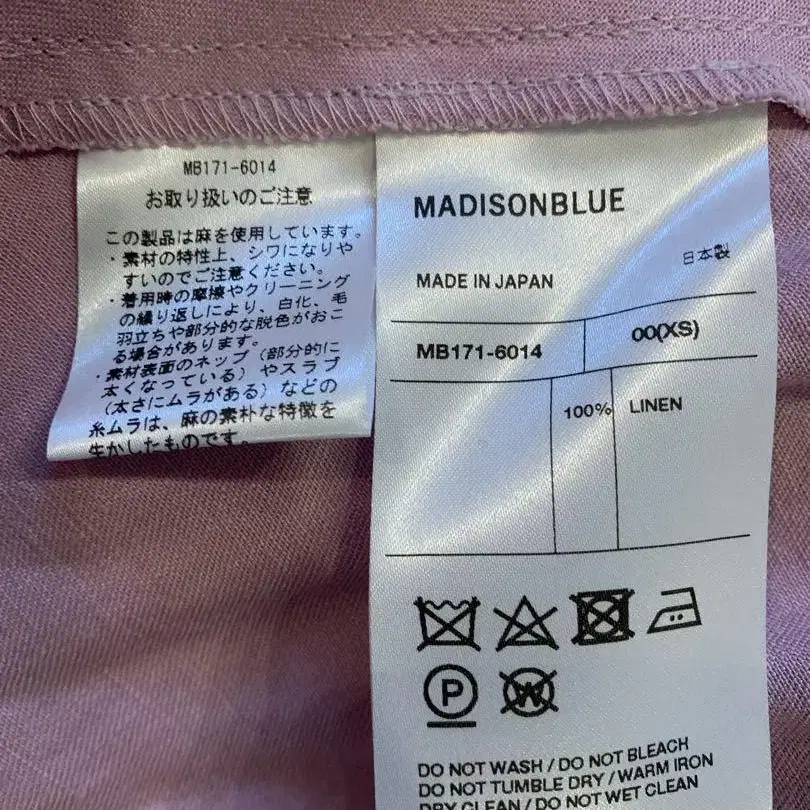 MB171-6014
お取り扱いのご注意
この製品は麻を使用しています。
・素材の特性上、シワになりや
すいのでご注意ください。
・着用時の摩擦やクリーニング
の繰り返しにより、白化、毛
羽立ちや部分的な脱色がおこ
る場合があります。
・素材表面のネップ（部分的に
太くなっている）やスラブ
（太さにムラがある）などの
糸ムラは、麻の素朴な特徴を
生かしたものです。
MADISONBLUE
日本製
MADE IN JAPAN
MB171-6014 00(XS)
100% LINEN
P
W
DO NOT WASH / DO NOT BLEACH
DO NOT TUMBLE DRY / WARM IRON
DRY CLEAN / DO NOT WET CLEAN